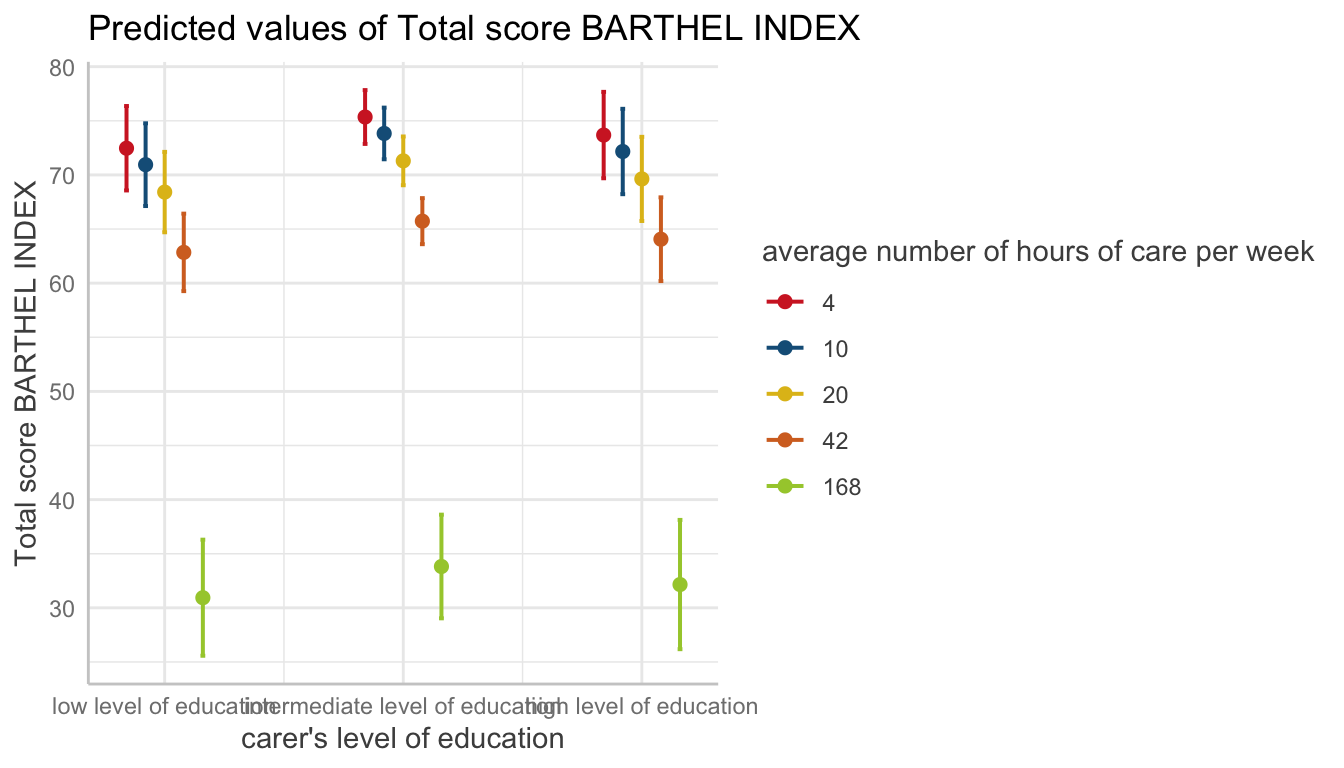 Predicted values of Total score BARTHEL INDEX
Total score BARTHEL INDEX
80
70
60
50
40
30
low level of education
intermediate level of education
high level of education
carer's level of education
average number of hours of care per week
4
10
20
42
168